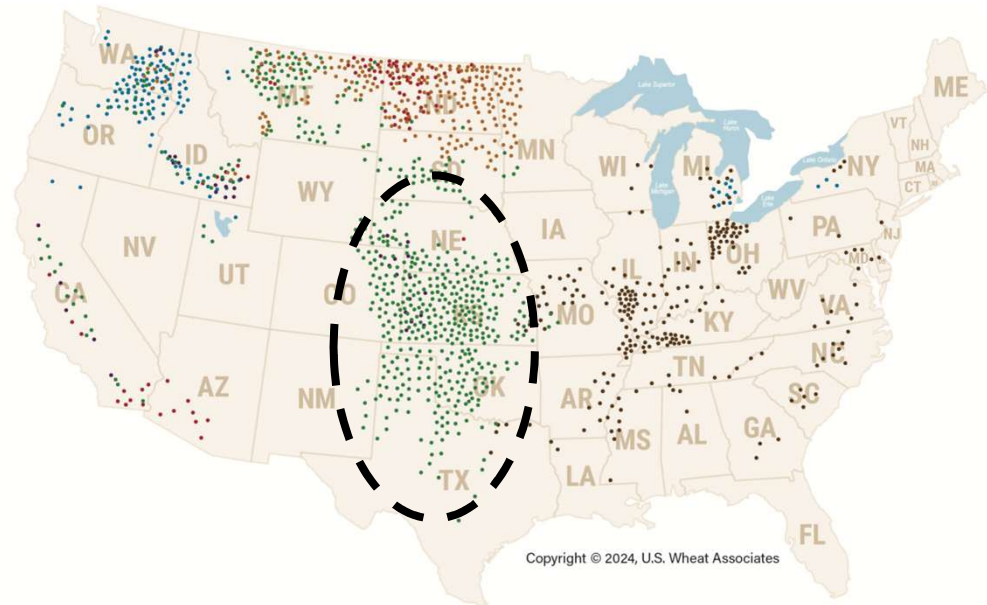 WA
MT
ND
MN
ME
VT
NH
MA
CT
NY
OR
ID
SD
WI
MI
Lake Superior
Lake Huron
Lake Michigan
Lake Ontario
Lake Erie
WY
NE
IA
PA
NJ
NV
UT
CO
KS
IL
IN
OH
MD
WV
VA
CA
MO
KY
AZ
NM
OK
AR
TN
NC
SC
TX
LA
MS
AL
GA
FL
Copyright © 2024, U.S. Wheat Associates